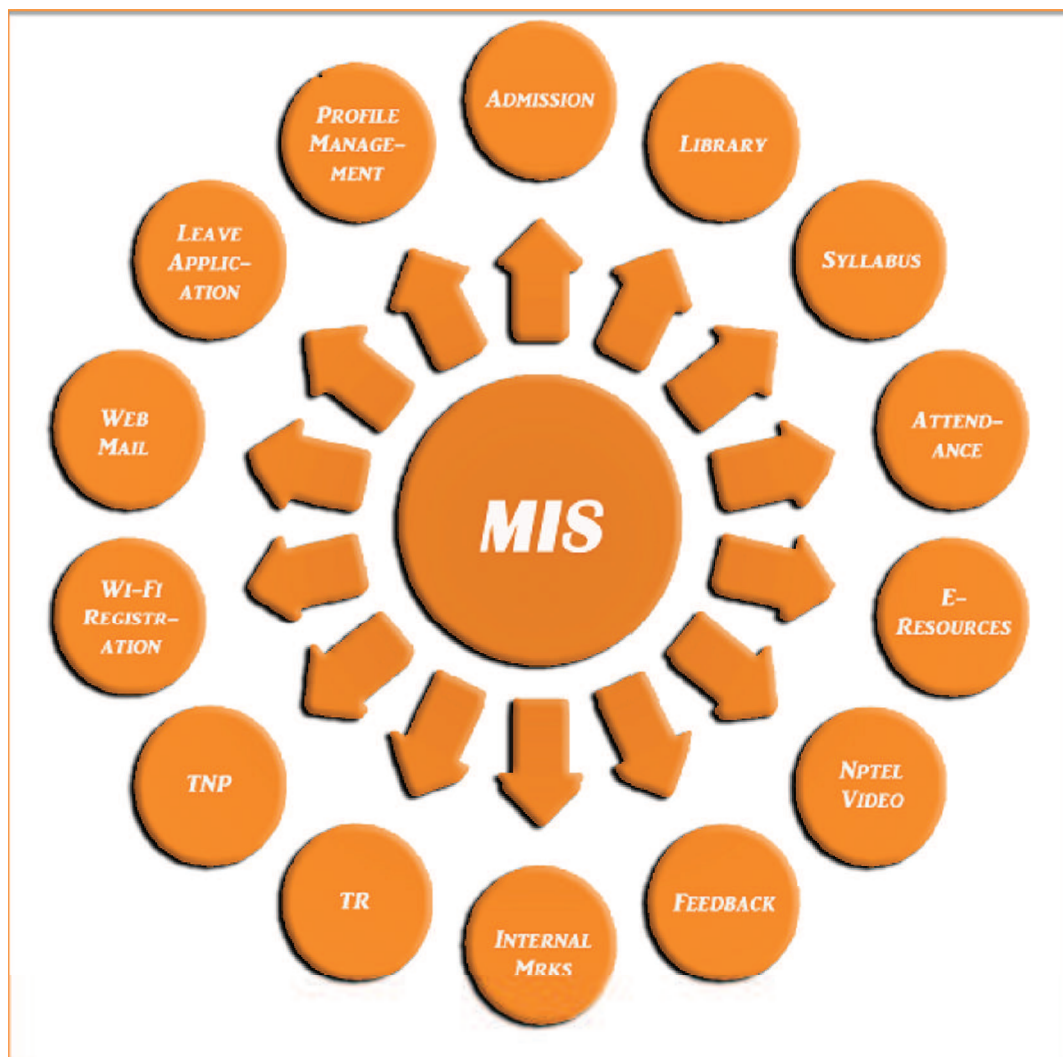 ADMISSION
LIBRARY
SYLLABUS
ATTEND-
ANCE
E-
RESOURCES
NPTEL
VIDEO
FEEDBACK
INTERNAL
MRKS
TR
TNP
WI-FI
REGISTR-
ATION
WEB
MAIL
LEAVE
APPLIC-
ATION
PROFILE
MANAGE-
MENT
MIS